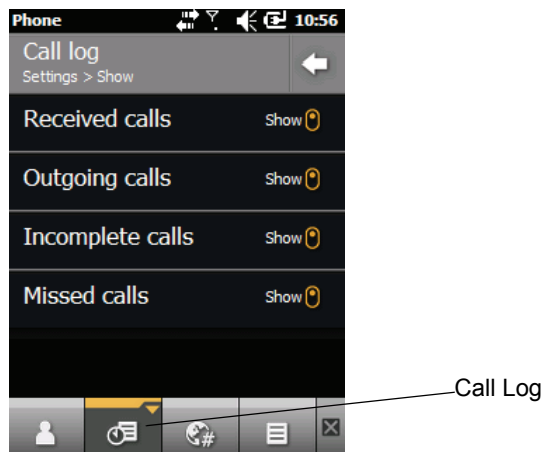 Phone 10:56
Call log
Settings > Show
Received calls Show
Outgoing calls Show
Incomplete calls Show
Missed calls Show
Call Log
#